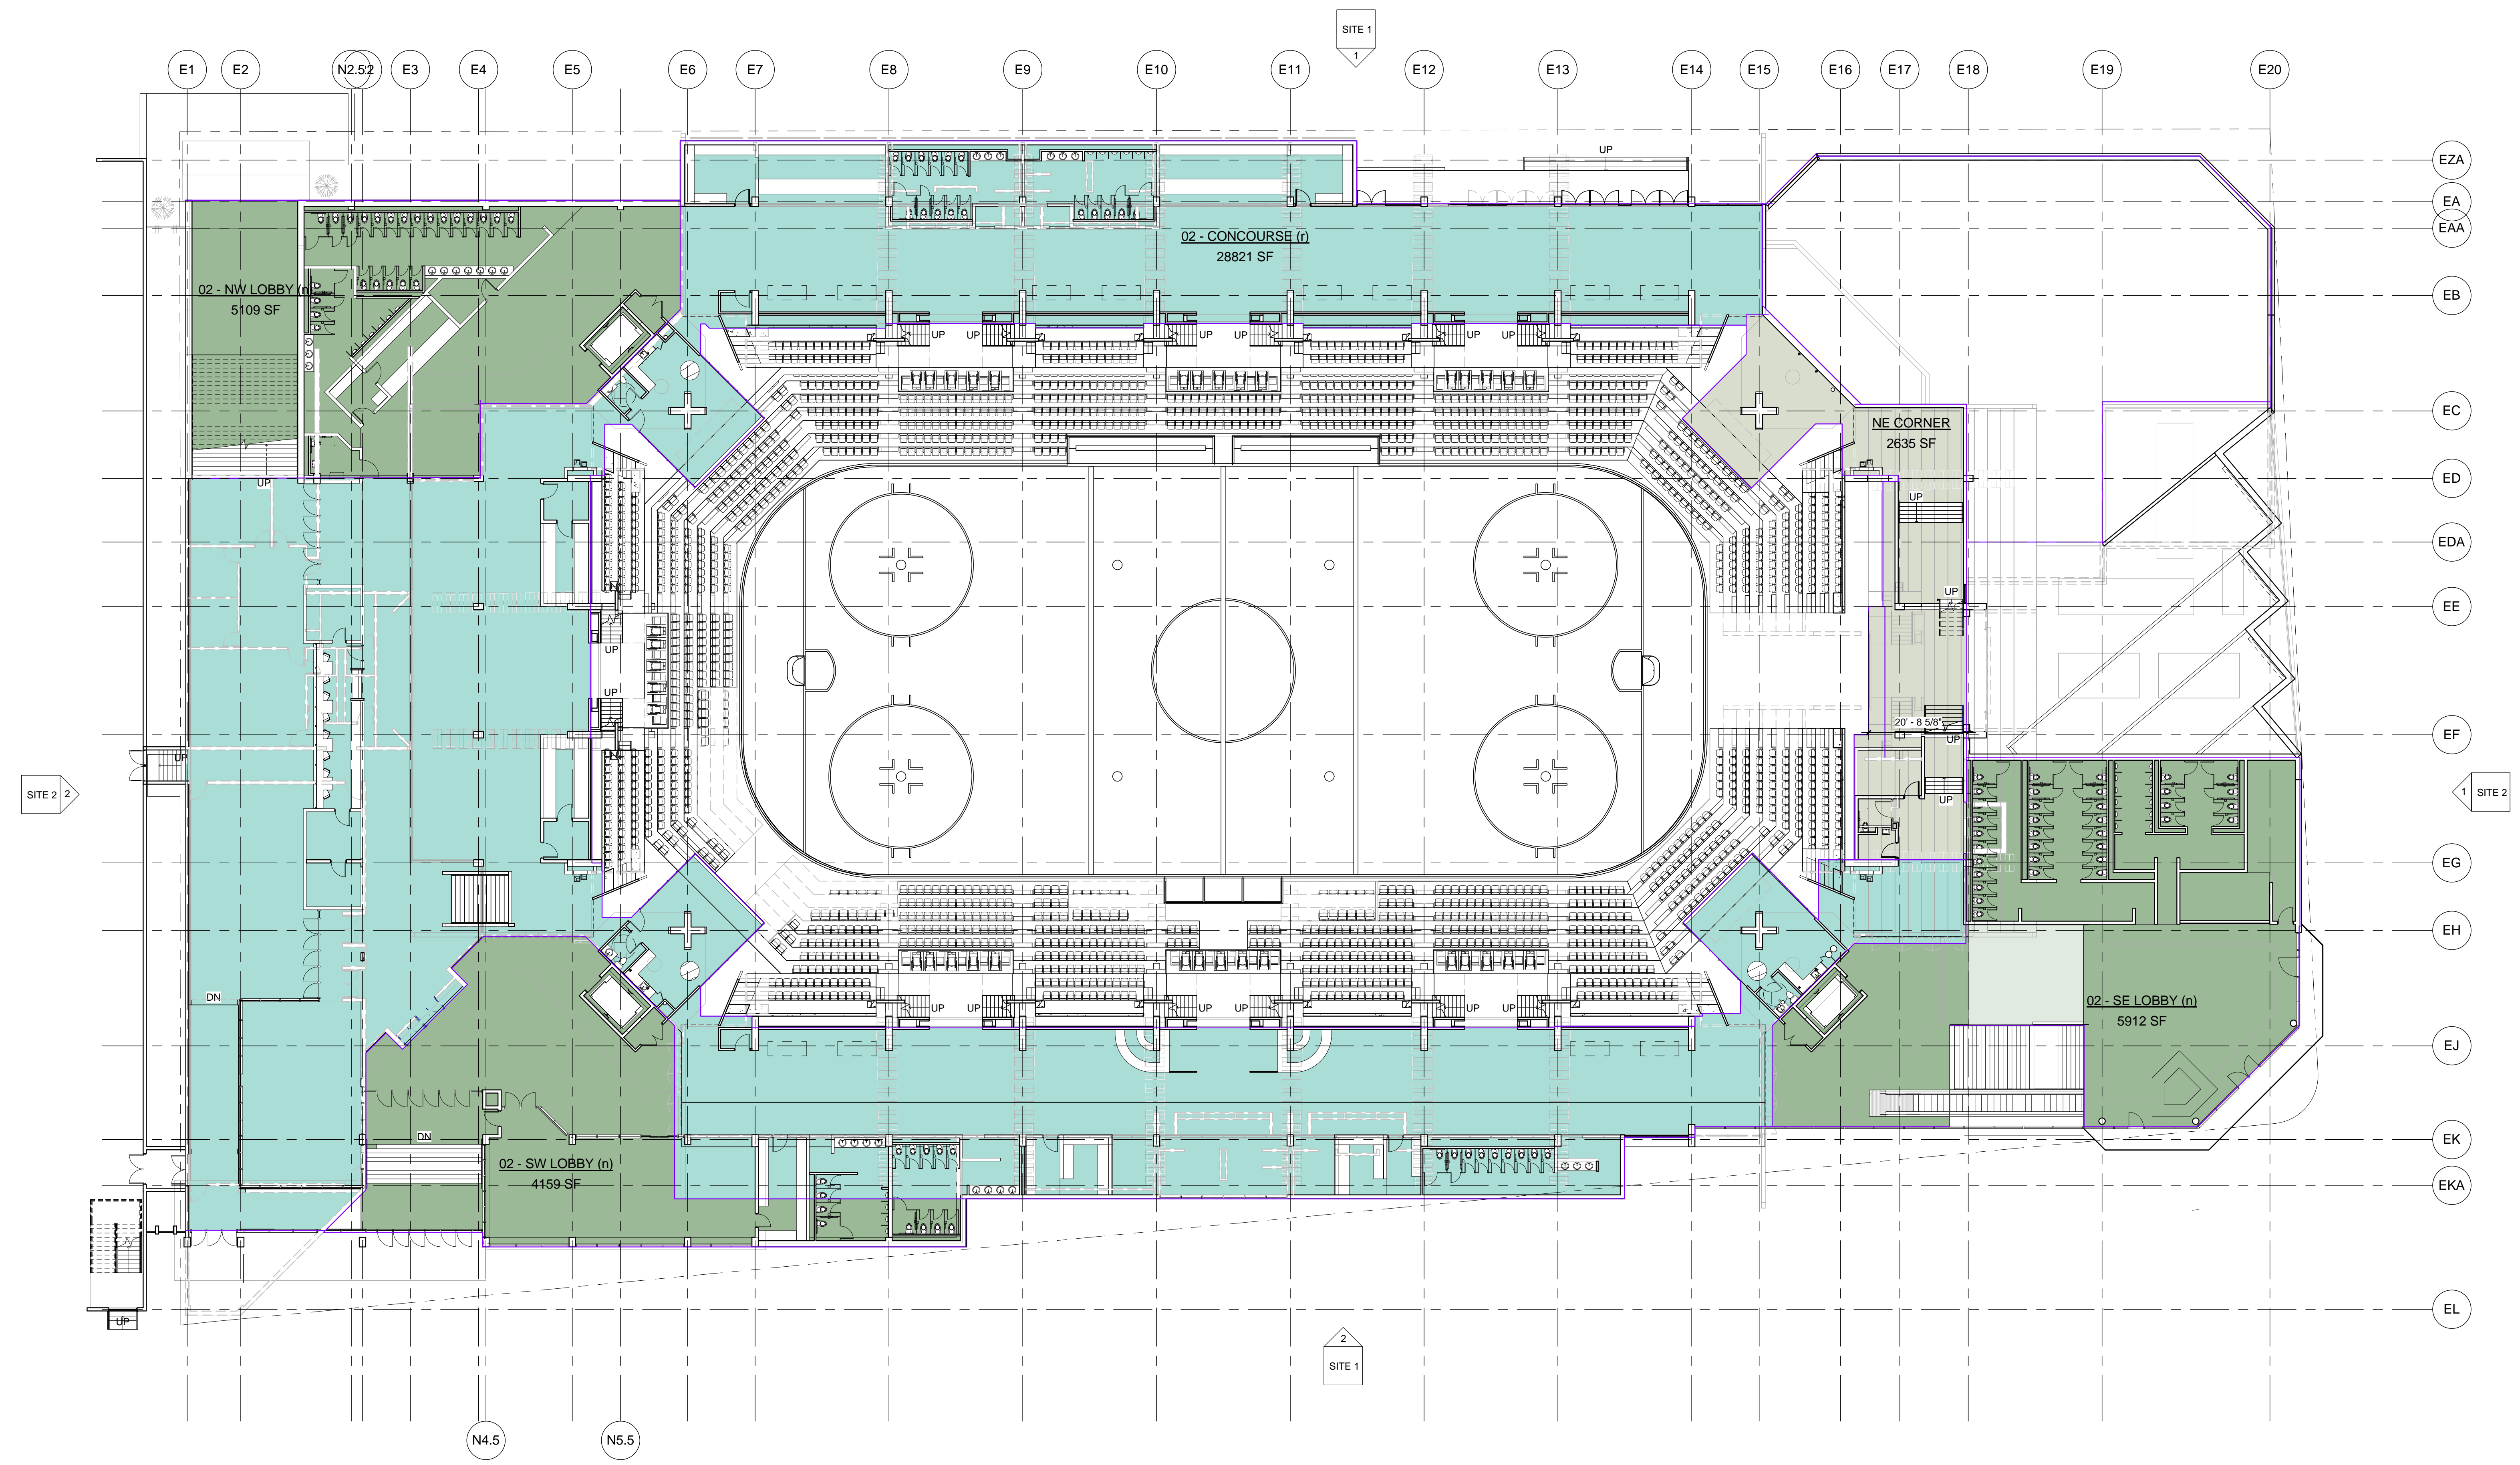 SITE 1
1
E1
E2
N2.5
E3
E4
E5
E6
E7
E8
E9
E10
E11
E12
E13
E14
E15
E16
E17
E18
E19
E20
UP
EZA
EA
EAA
02 - CONCOURSE (r)
28821 SF
02 - NW LOBBY (n)
5109 SF
EB
UP
UP
UP
UP
UP
UP
EC
NE CORNER
2635 SF
UP
ED
UP
EDA
UP
EE
UP
UP
20' - 8 5/8"
EF
UP
UP
SITE 2
2
1
SITE 2
UP
EG
EH
DN
02 - SE LOBBY (n)
5912 SF
UP
UP
UP
UP
UP
UP
EJ
DN
EK
02 - SW LOBBY (n)
4159 SF
EKA
EL
UP
2
SITE 1
N4.5
N5.5